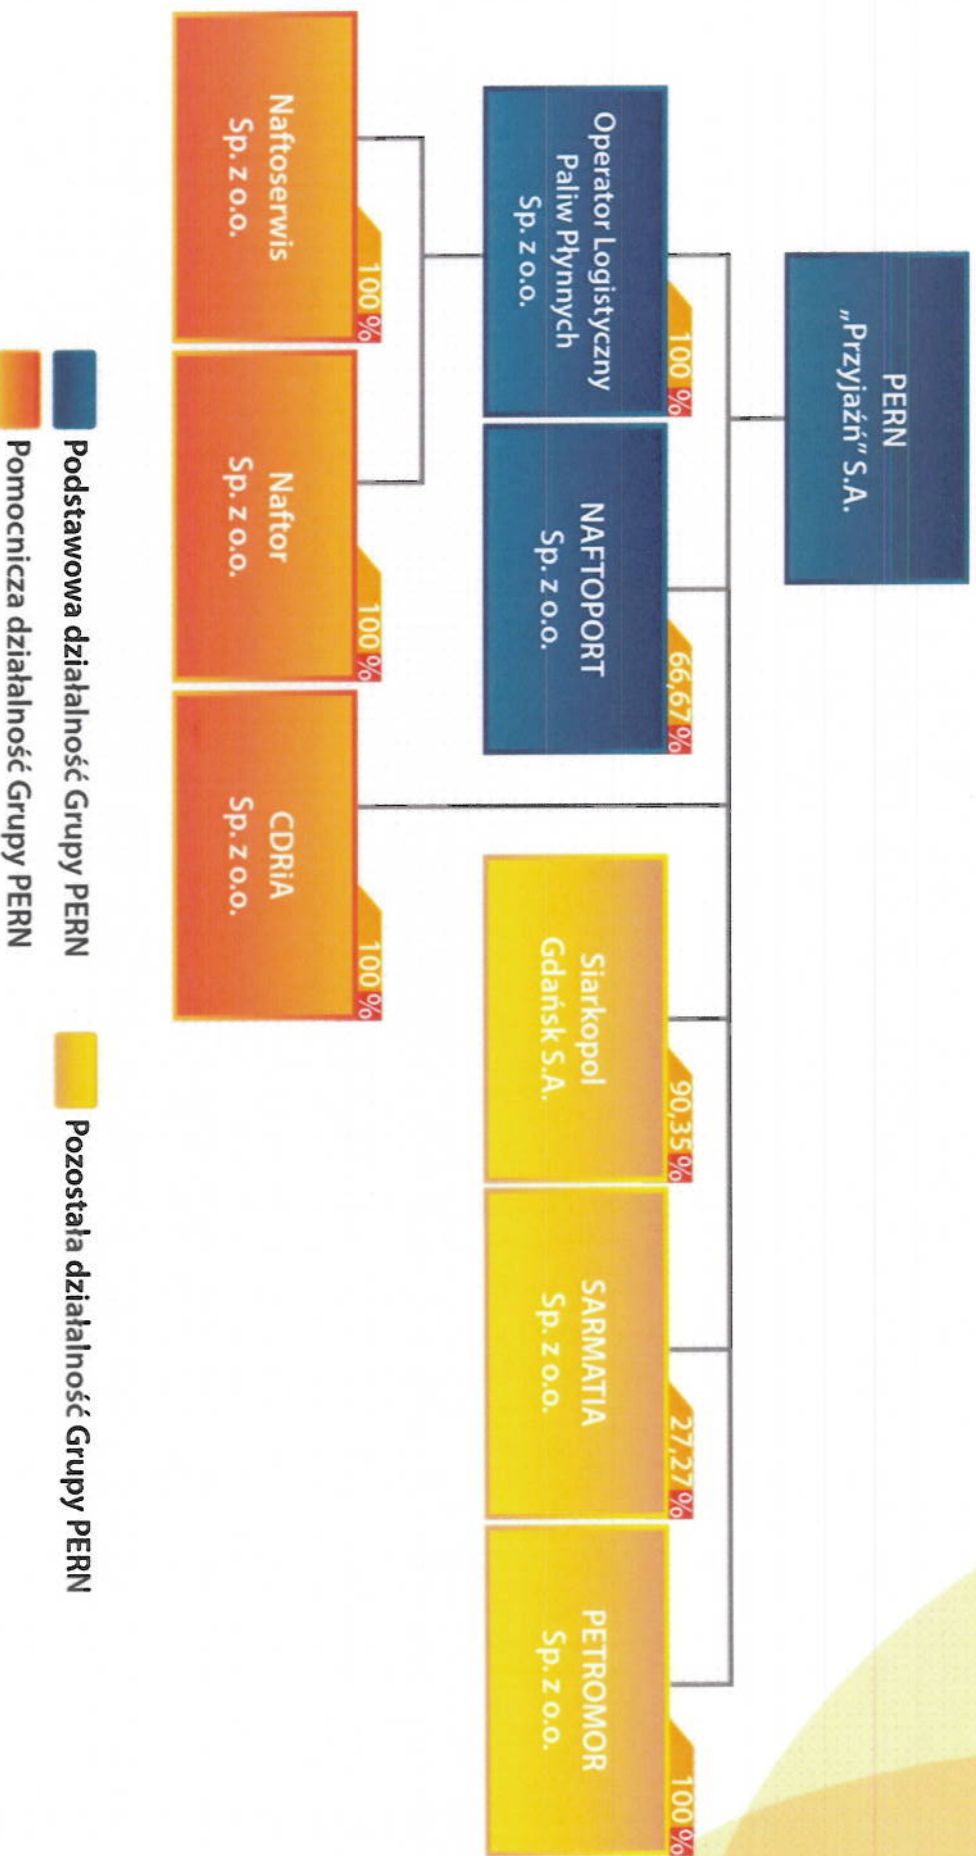 PERN
„Przyjaźń” S.A.
100 %
Operator Logistyczny
Paliw Płynnych
Sp. z o.o.
66,67 %
NAFTOPORT
Sp. z o.o.
90,35 %
Siarkopol
Gdańsk S.A.
27,27 %
SARMATIA
Sp. z o.o.
100 %
PETROMOR
Sp. z o.o.
100 %
Naftoserwis
Sp. z o.o.
100 %
Naftor
Sp. z o.o.
100 %
CDRiA
Sp. z o.o.
Podstawowa działalność Grupy PERN
Pozostała działalność Grupy PERN
Pomocnicza działalność Grupy PERN